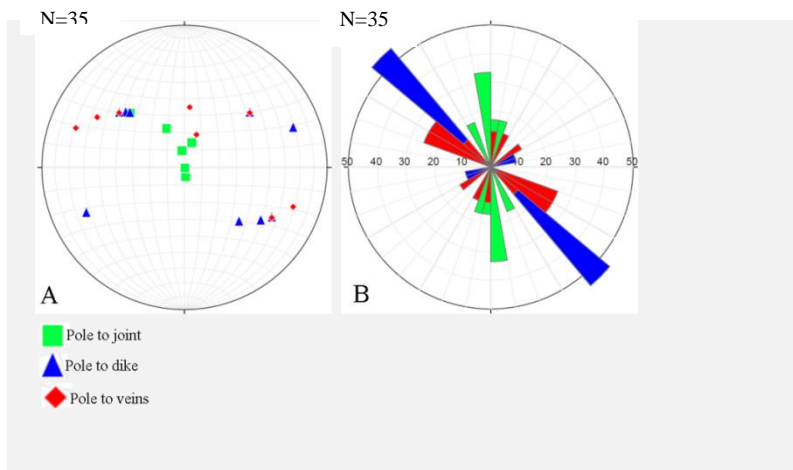 N=35 N=35
50 40 30 20 10 10 20 30 40 50
A B
Pole to joint
Pole to dike
Pole to veins